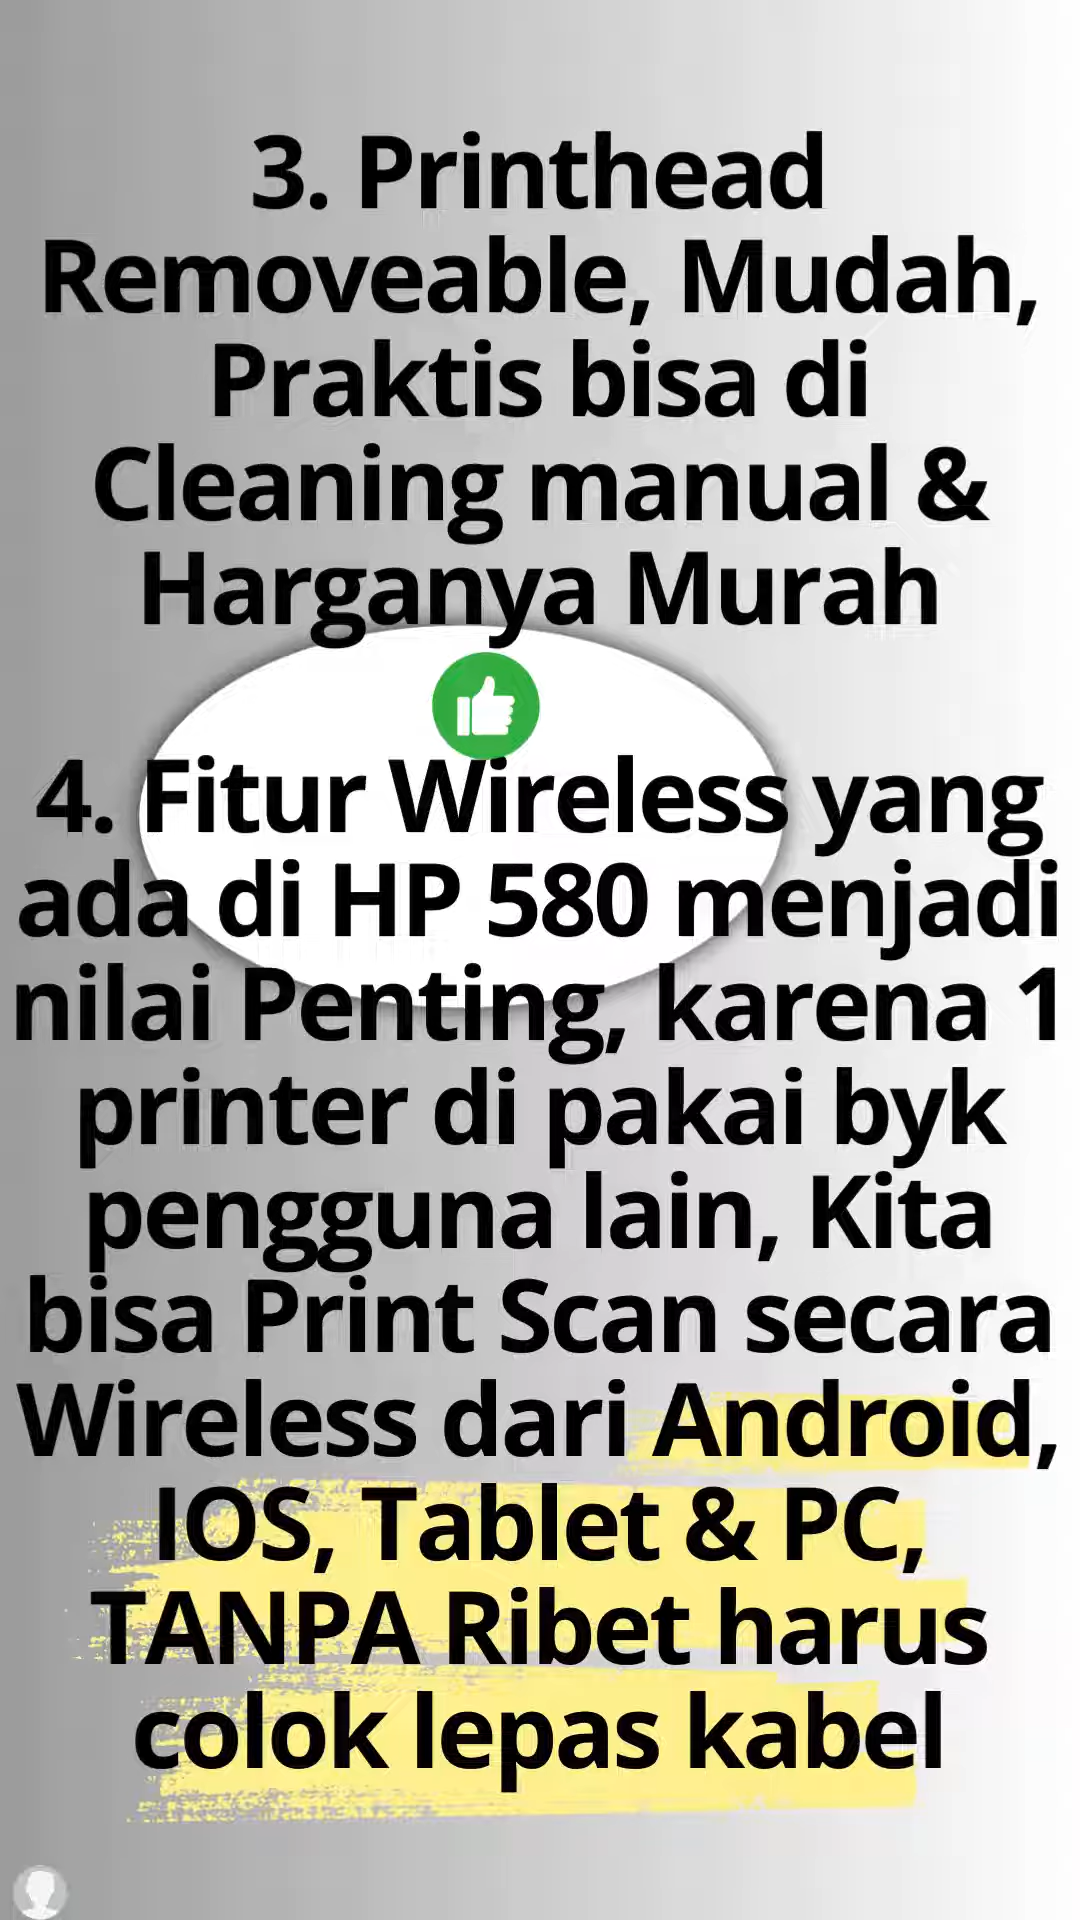 3. Printhead
Removeable, Mudah,
Praktis bisa di
Cleaning manual &
Harganya Murah
4. Fitur Wireless yang
ada di HP 580 menjadi
nilai Penting, karena 1
printer di pakai byk
pengguna lain, Kita
bisa Print Scan secara
Wireless dari Android,
IOS, Tablet & PC,
TANPA Ribet harus
colok lepas kabel